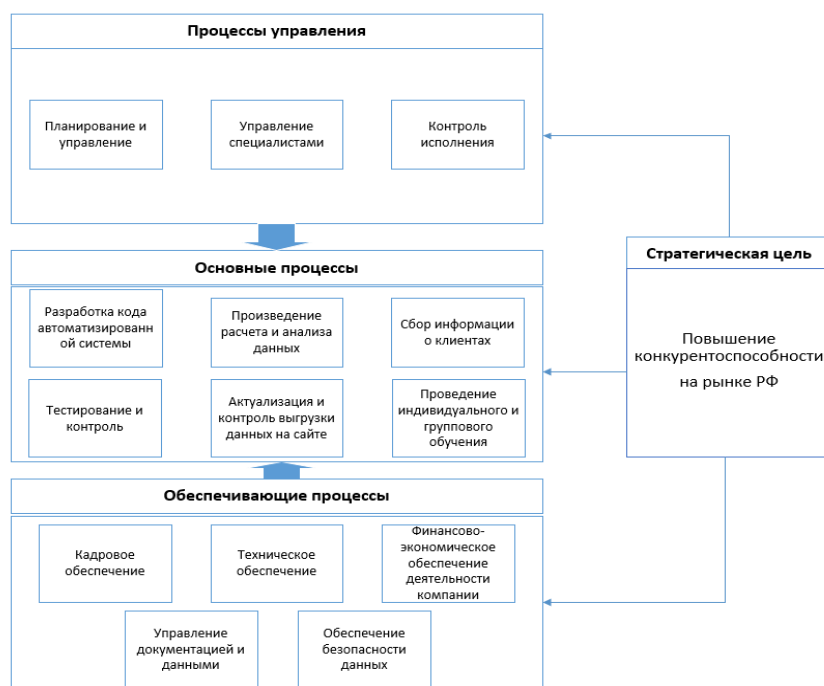 Процессы управления
Планирование и
управление
Управление
специалистами
Контроль
исполнения
Основные процессы
Разработка кода
автоматизированн
ой системы
Произведение
расчета и анализа
данных
Сбор информации
о клиентах
Тестирование и
контроль
Актуализация и
контроль выгрузки
данных на сайте
Проведение
индивидуального и
группового
обучения
Обеспечивающие процессы
Кадровое
обеспечение
Техническое
обеспечение
Финансово-
экономическое
обеспечение
деятельности
компании
Управление
документацией и
данными
Обеспечение
безопасности
данных
Стратегическая цель
Повышение
конкурентоспособности
на рынке РФ